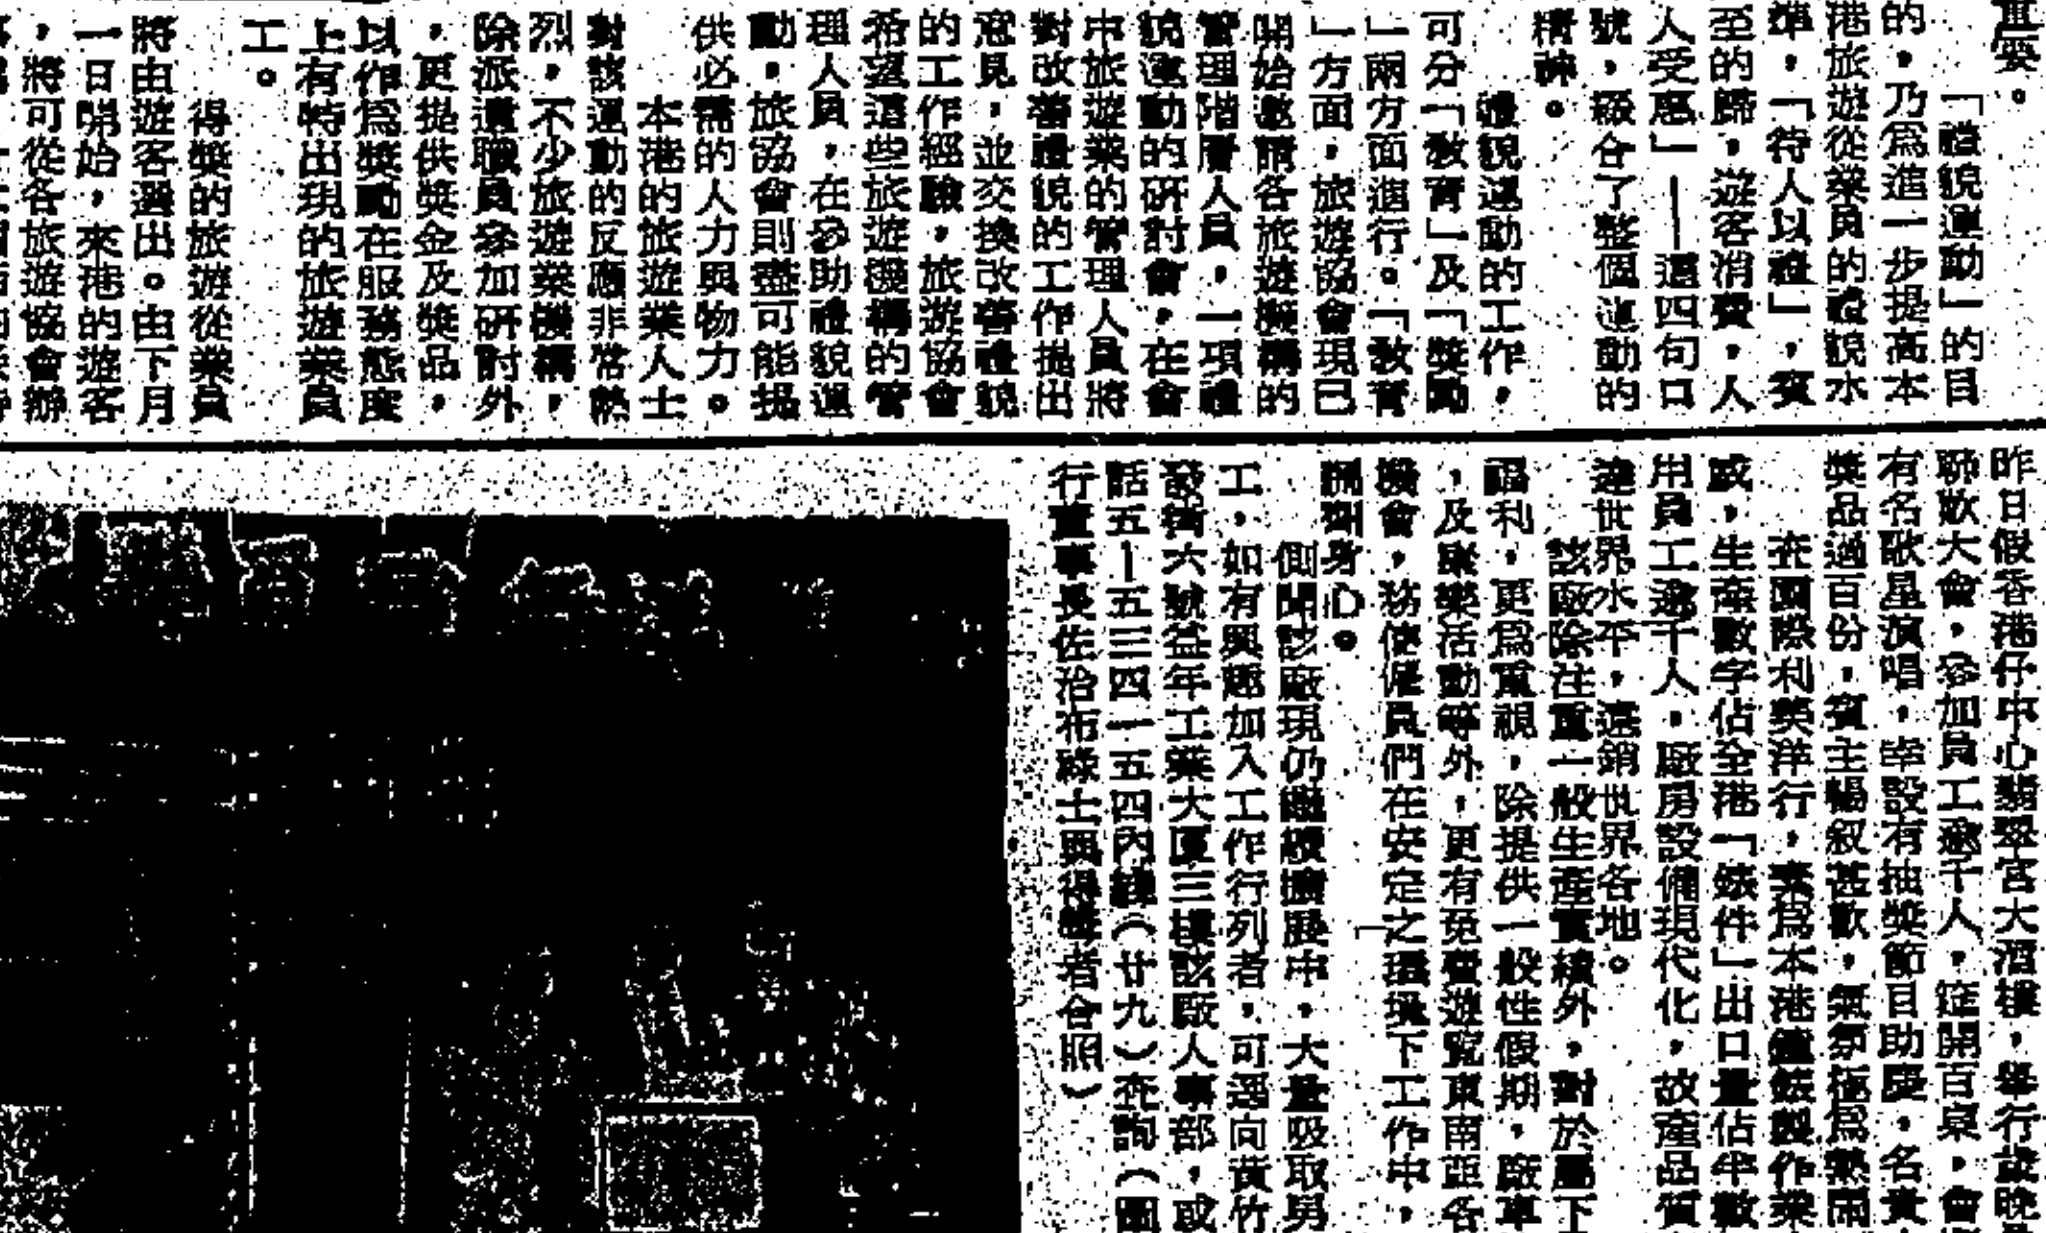 重要。
「禮貌運動」的目
的，乃為進一步提高本
港旅遊從業員的禮貌水
準，「待人以禮」，賓
至的歸，遊客消費，人
人受惠」——這四句口
號，綴合了整個運動的
精神。
禮貌運動的工作，
可分「教育」及「獎勵
」兩方面進行。「教育
」方面，旅遊協會現已
開始邀請各旅遊機構的
管理階層人員，一項禮
貌運動的研討會，在會
中旅遊業的管理人員將
對改善禮貌的工作提出
意見，並交換改善禮貌
的工作經驗，旅遊協會
希望這些旅遊機構的管
理人員，在協助禮貌運
動，旅協會則盡可能提
供必需的人力與物力。
本港的旅遊業人士
對該運動的反應非常熱
烈，不少旅遊業機構，
除派遣職員參加研討外
，更提供獎金及獎品，
以作為獎勵在服務態度
上有特出現的旅遊業員
工。
得獎的旅遊從業員
將由遊客選出。由下月
一日開始，來港的遊客
，將可從各旅遊協會辦
昨日假香港仔中心翡翠宮大酒樓，舉行歲晚
聯歡大會，參加員工逾千人，筵開百桌，會
有名歌星演唱，幸設有抽獎節目助慶，名貴
獎品過百份，賓主暢叙甚歡，氣氛極為熱鬧
在國際利美洋行，素為本港鐘錶製作業
威，生產數字佔全港「錶件」出口量佔半數
用員工逾千人，廠房設備現代化，故產品質
達世界水平，遠銷世界各地。
該廠除注重一般生產實績外，對於屬下
福利，更為重視，除提供一般性假期，廠車
，及康樂活動等外，更有免費遊覽東南亞各
機會，務使僱員們在安定之環境下工作中，
調劑身心。
側聞該廠現仍繼續擴展中，大量吸取男
工，如有興趣加入工作行列者，可逕向黃竹
六號益年工業大廈三樓該廠人事部，或
話五—五三四一五四內線（廿九）查詢（圖
行董事長佐治布綠士與得獎者合照）